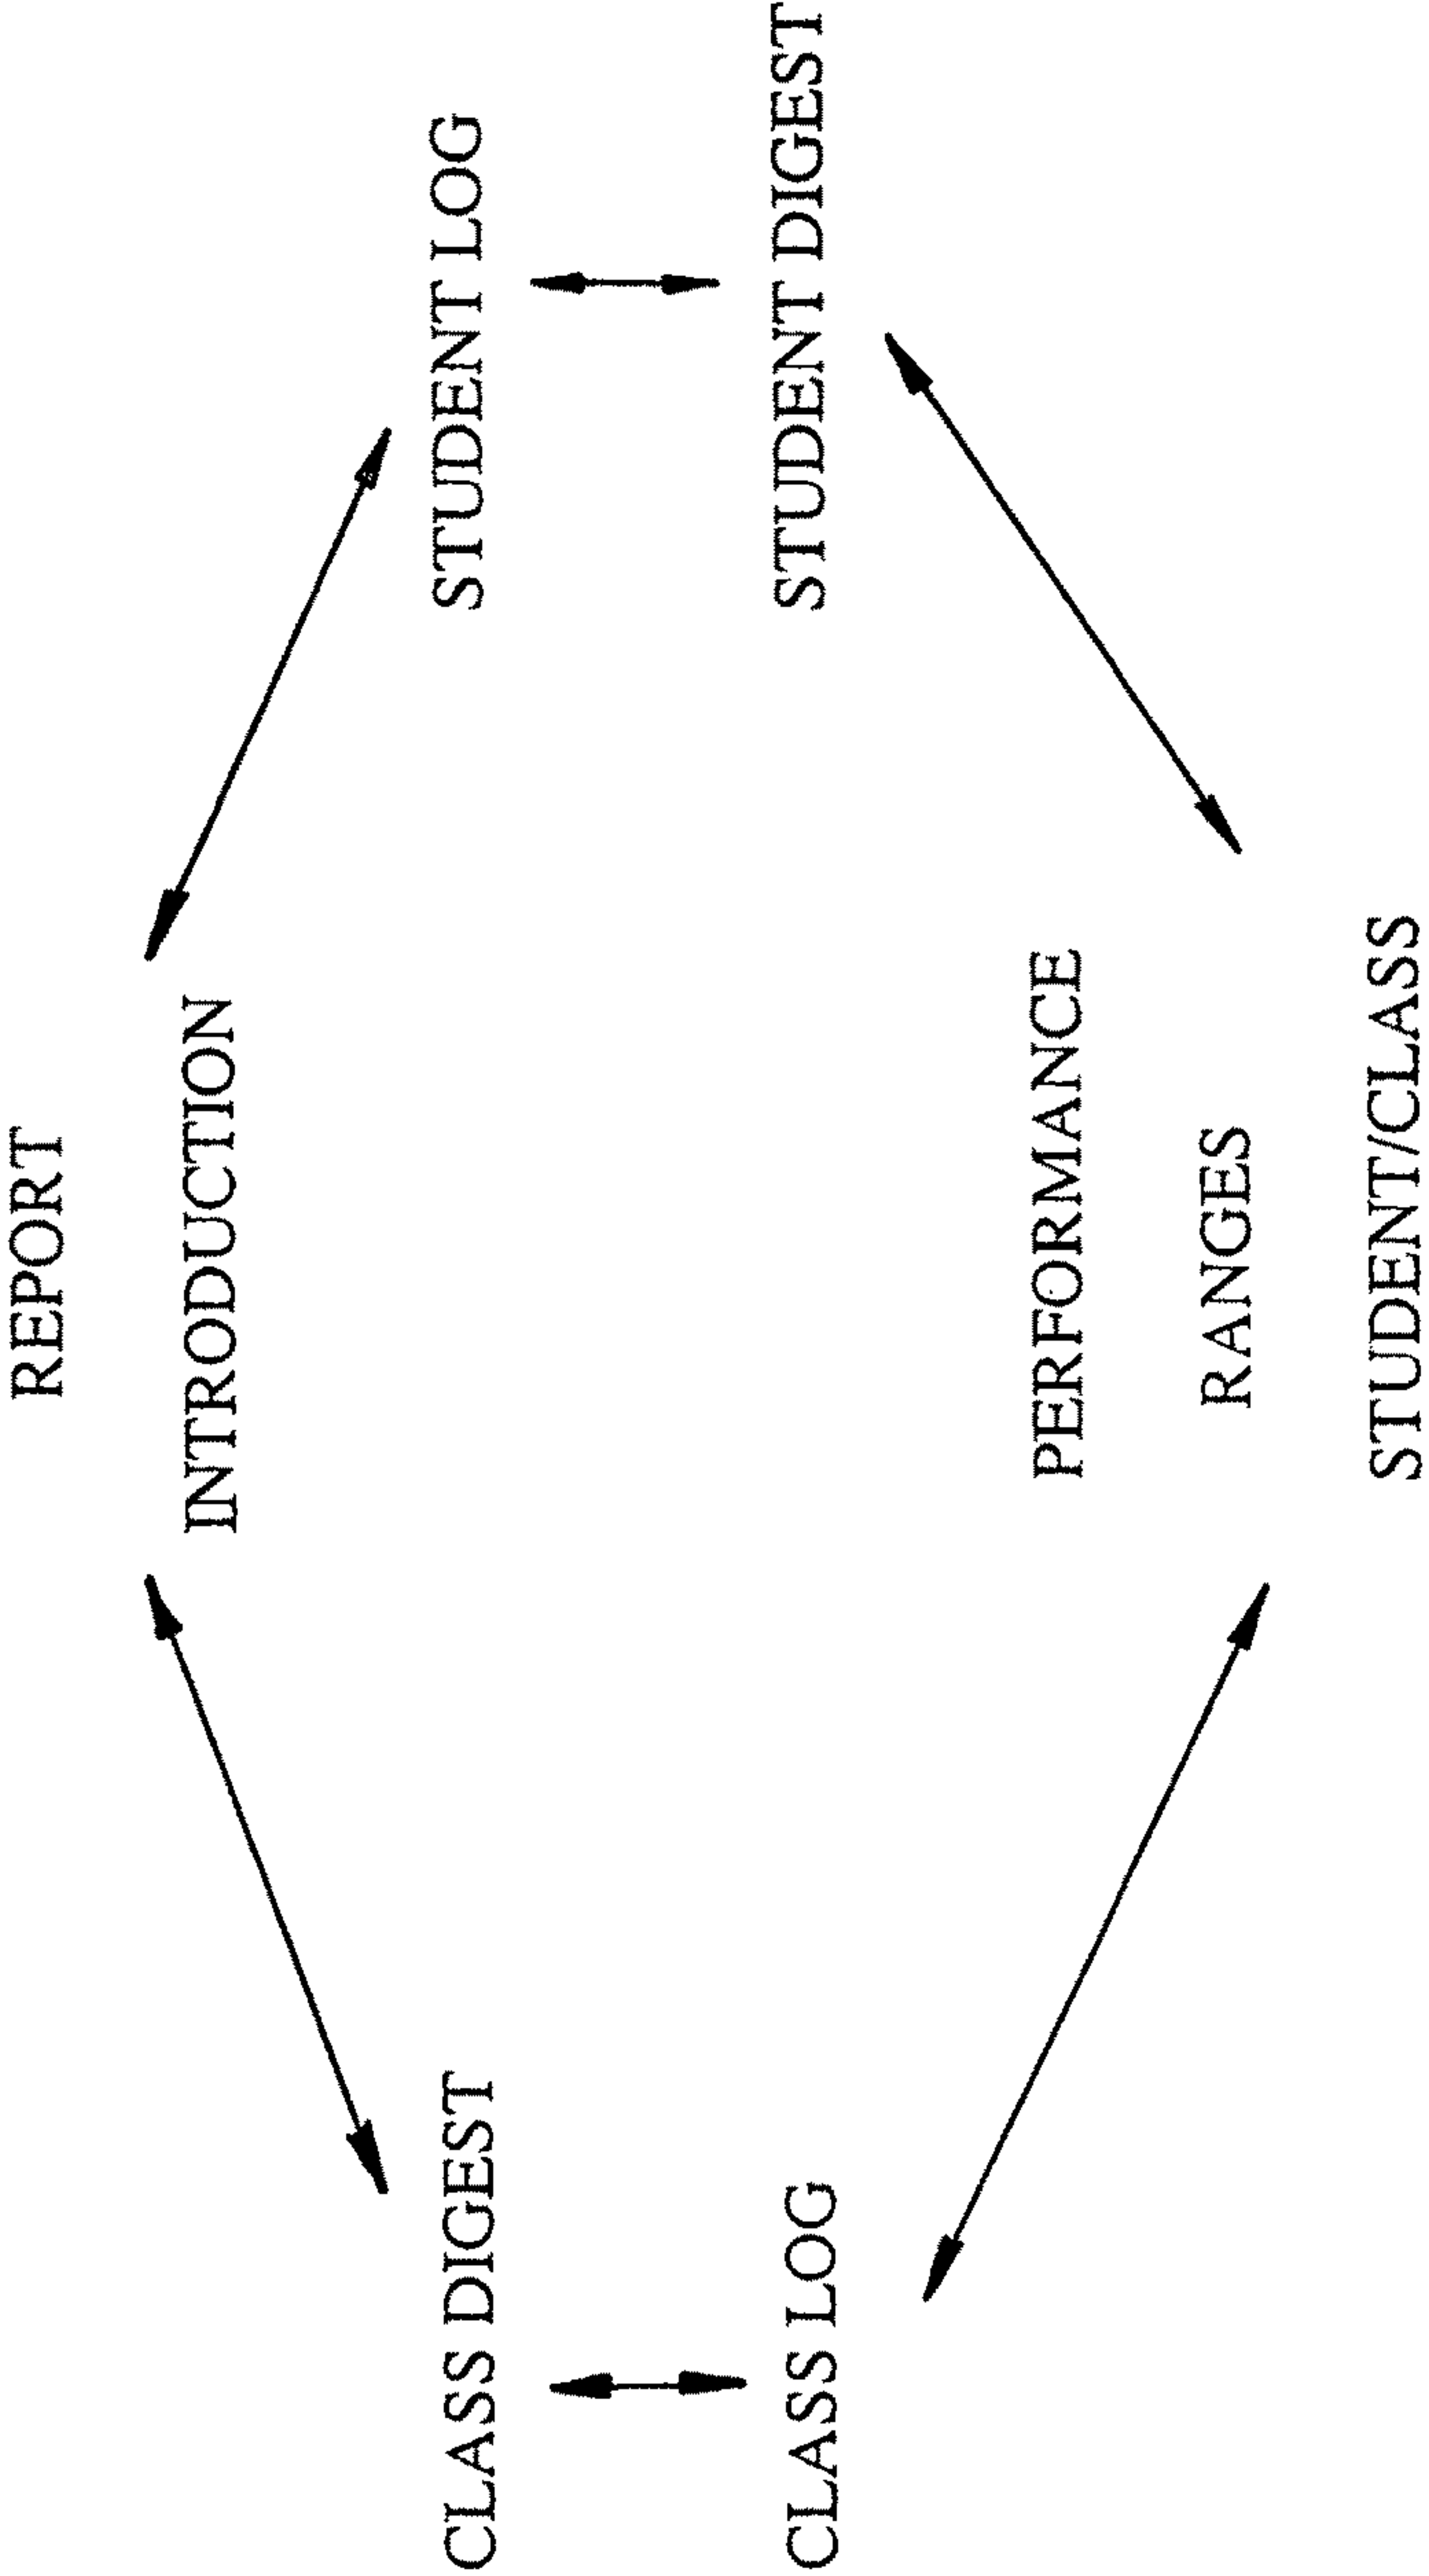 REPORT
INTRODUCTION
CLASS DIGEST
STUDENT LOG
CLASS LOG
STUDENT DIGEST
PERFORMANCE
RANGES
STUDENT/CLASS